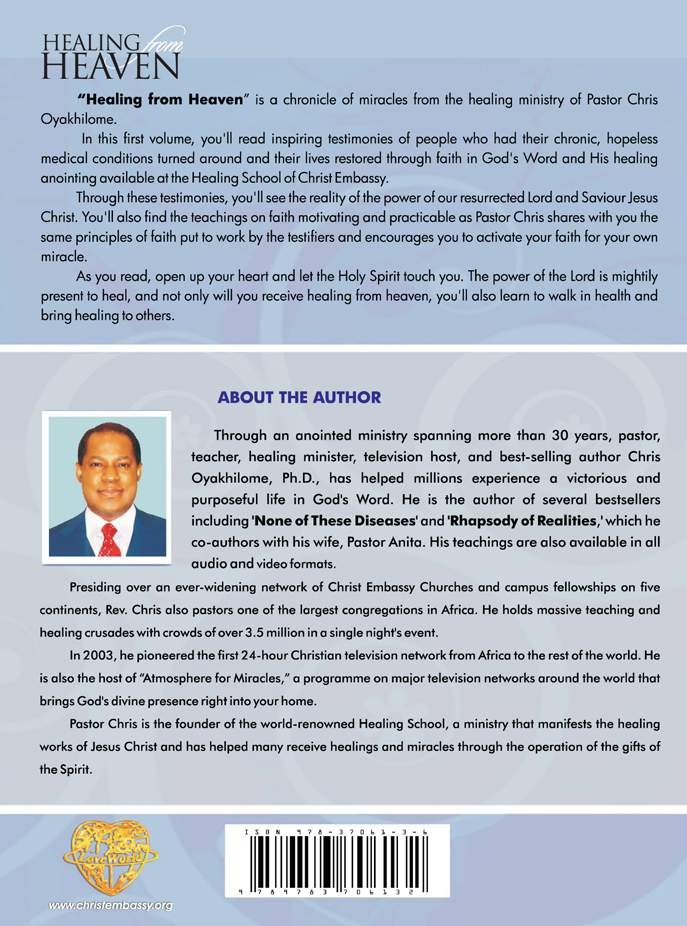 HEALING from
HEAVEN
“Healing from Heaven” is a chronicle of miracles from the healing ministry of Pastor Chris
Oyakhilome.
In this first volume, you'll read inspiring testimonies of people who had their chronic, hopeless
medical conditions turned around and their lives restored through faith in God's Word and His healing
anointing available at the Healing School of Christ Embassy.
Through these testimonies, you'll see the reality of the power of our resurrected Lord and Saviour Jesus
Christ. You'll also find the teachings on faith motivating and practicable as Pastor Chris shares with you the
same principles of faith put to work by the testifiers and encourages you to activate your faith for your own
miracle.
As you read, open up your heart and let the Holy Spirit touch you. The power of the Lord is mightily
present to heal, and not only will you receive healing from heaven, you'll also learn to walk in health and
bring healing to others.
ABOUT THE AUTHOR
Through an anointed ministry spanning more than 30 years, pastor,
teacher, healing minister, television host, and best-selling author Chris
Oyakhilome, Ph.D., has helped millions experience a victorious and
purposeful life in God's Word. He is the author of several bestsellers
including 'None of These Diseases' and 'Rhapsody of Realities,' which he
co-authors with his wife, Pastor Anita. His teachings are also available in all
audio and video formats.
Presiding over an ever-widening network of Christ Embassy Churches and campus fellowships on five
continents, Rev. Chris also pastors one of the largest congregations in Africa. He holds massive teaching and
healing crusades with crowds of over 3.5 million in a single night's event.
In 2003, he pioneered the first 24-hour Christian television network from Africa to the rest of the world. He
is also the host of “Atmosphere for Miracles,” a programme on major television networks around the world that
brings God's divine presence right into your home.
Pastor Chris is the founder of the world-renowned Healing School, a ministry that manifests the healing
works of Jesus Christ and has helped many receive healings and miracles through the operation of the gifts of
the Spirit.
ISBN 978-37061-3-6
LoveWorld
9 789783 706132
www.christembassy.org